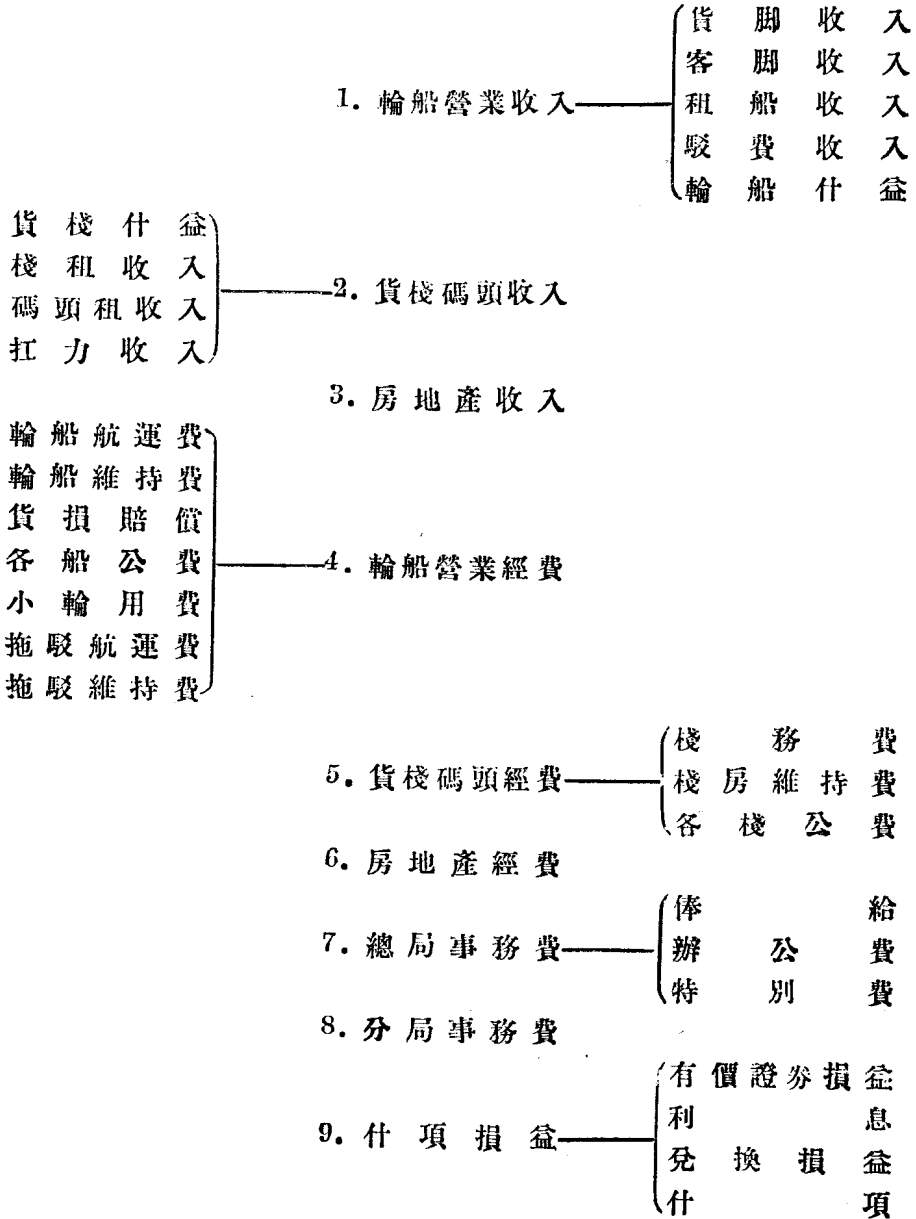 1. 輪船營業收入
貨脚收入
客脚收入
租船收入
駁費收入
輪船什益
貨棧什益
棧租收入
碼頭租收入
扛力收入
2. 貨棧碼頭收入
3. 房地產收入
輪船航運費
輪船維持費
貨損賠償
各船公費
小輪用費
拖駁航運費
拖駁維持費
4. 輪船營業經費
5. 貨棧碼頭經費
棧務費
棧房維持費
各棧公費
6. 房地產經費
7. 總局事務費
俸給
辦公費
特別費
8. 分局事務費
9. 什項損益
有價證券損益
利息
兌換損益
什項